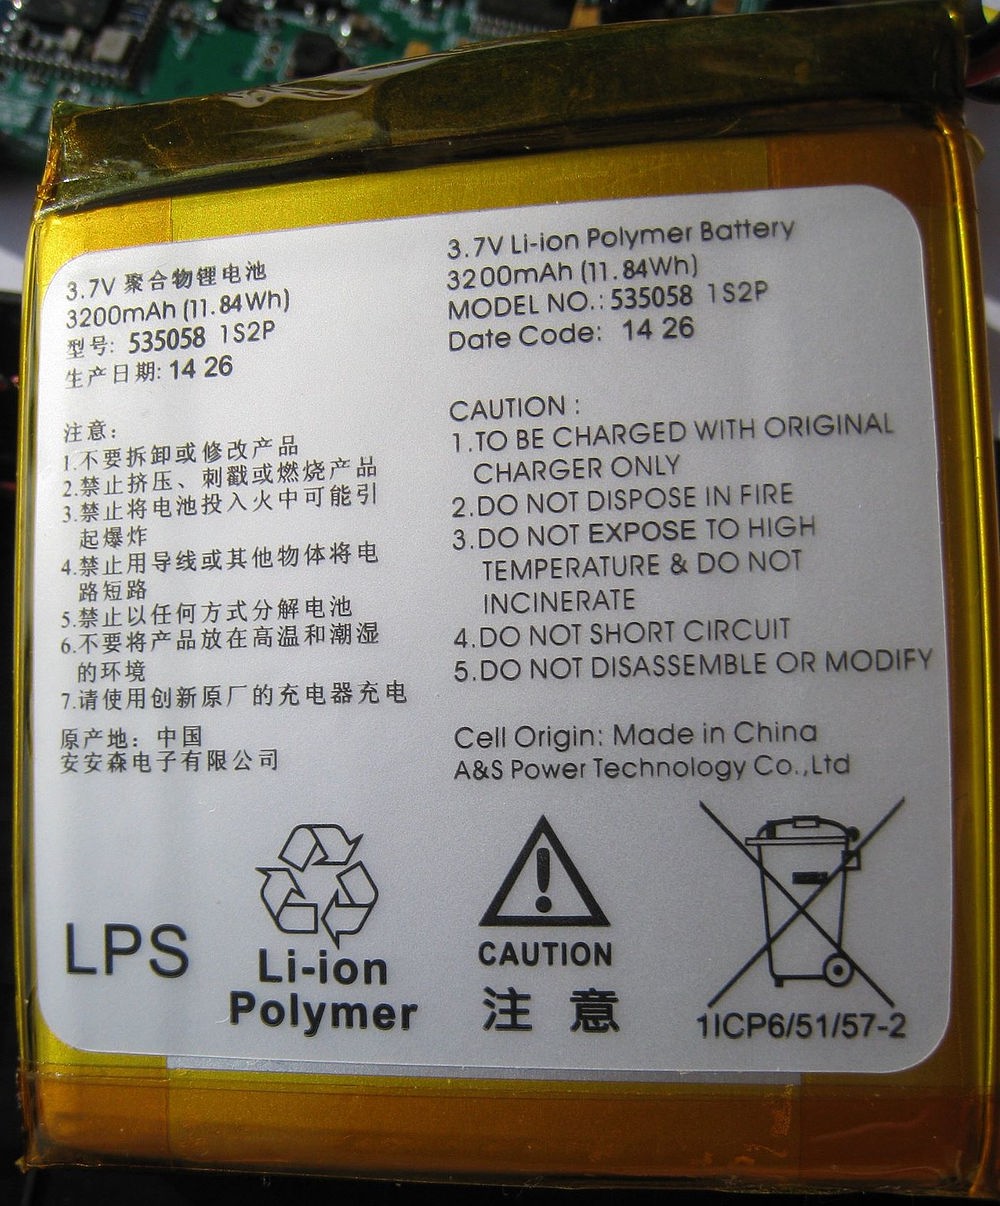 3.7V 聚合物锂电池
3200mAh (11.84Wh)
型号: 535058 1S2P
生产日期: 14 26
注意:
1.不要拆卸或修改产品
2.禁止挤压、刺戳或燃烧产品
3.禁止将电池投入火中可能引
起爆炸
4.禁止用导线或其他物体将电
路短路
5.禁止以任何方式分解电池
6.不要将产品放在高温和潮湿
的环境
7.请使用创新原厂的充电器充电
原产地: 中国
安安森电子有限公司
3.7V Li-ion Polymer Battery
3200mAh (11.84Wh)
MODEL NO.: 535058 1S2P
Date Code: 14 26
CAUTION :
1.TO BE CHARGED WITH ORIGINAL
CHARGER ONLY
2.DO NOT DISPOSE IN FIRE
3.DO NOT EXPOSE TO HIGH
TEMPERATURE & DO NOT
INCINERATE
4.DO NOT SHORT CIRCUIT
5.DO NOT DISASSEMBLE OR MODIFY
Cell Origin: Made in China
A&S Power Technology Co.,Ltd
LPS
Li-ion
Polymer
CAUTION
注 意
1ICP6/51/57-2